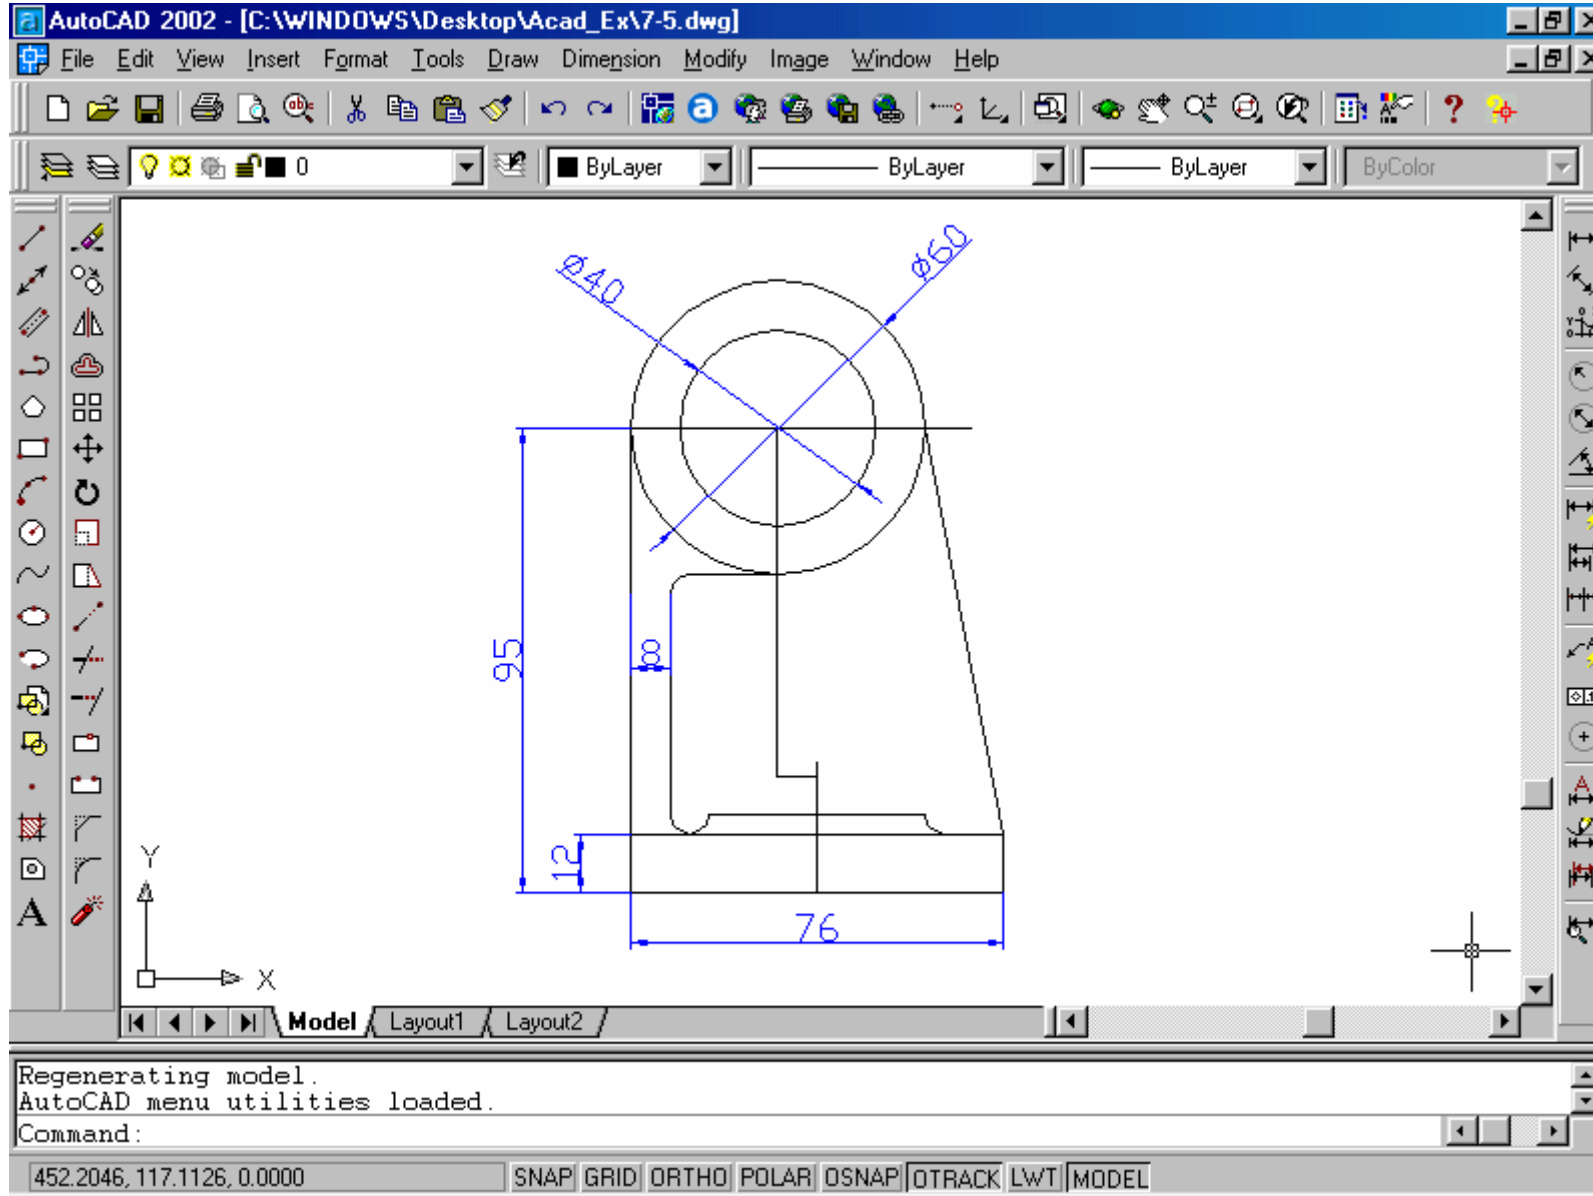 AutoCAD 2002 - [C:\WINDOWS\Desktop\Acad_Ex\7-5.dwg]
File Edit View Insert Format Tools Draw Dimension Modify Image Window Help
0 ByLayer ByLayer ByLayer ByColor
Ø40
Ø60
95
8
12
76
Y
X
A
Model Layout1 Layout2
Regenerating model.
AutoCAD menu utilities loaded.
Command:
452.2046, 117.1126, 0.0000 SNAP GRID ORTHO POLAR OSNAP OTRACK LWT MODEL